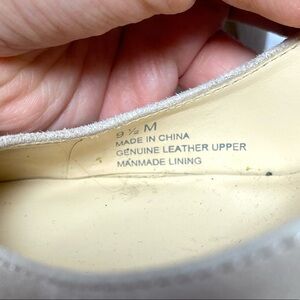 9 ½ M
MADE IN CHINA
GENUINE LEATHER UPPER
MANMADE LINING